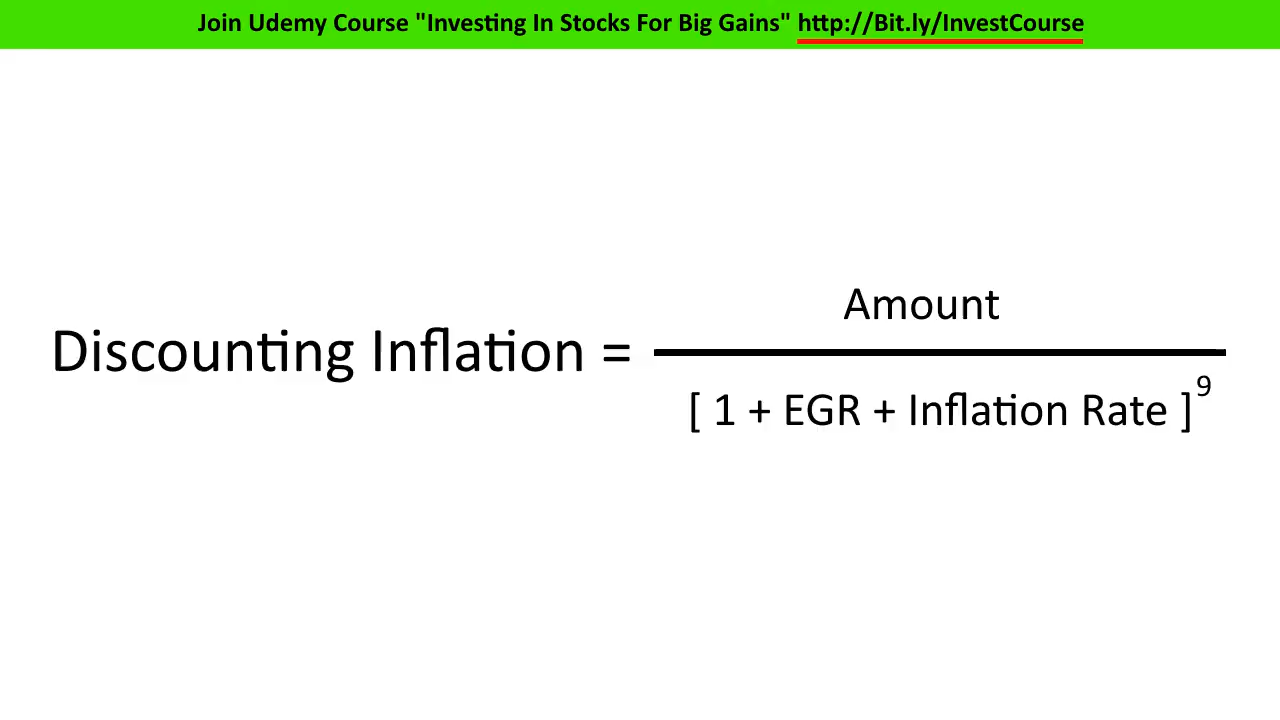 Join Udemy Course "Investing In Stocks For Big Gains" http://Bit.ly/InvestCourse
Discounting Inflation =
Amount
[ 1 + EGR + Inflation Rate ]⁹